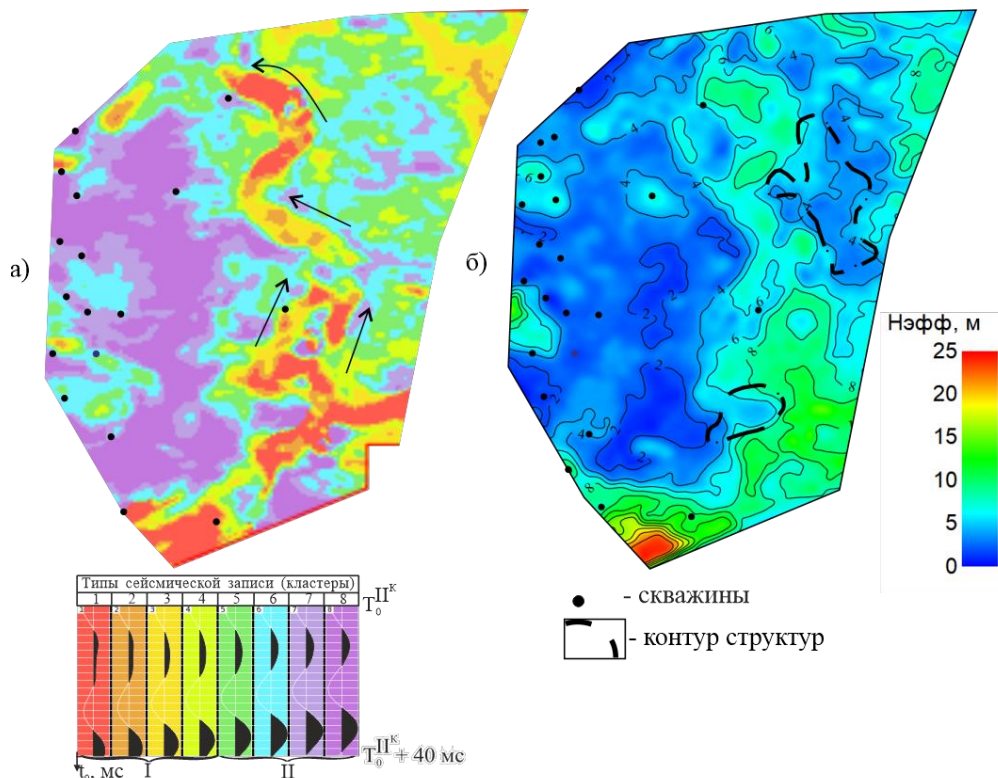 а)
б)
Нэфф, м
25
20
15
10
5
0
- скважины
- контур структур
Типы сейсмической записи (кластеры)
1 2 3 4 5 6 7 8
T₀ᴵᴵᴷ
T₀ᴵᴵᴷ + 40 мс
t₀, мс I II